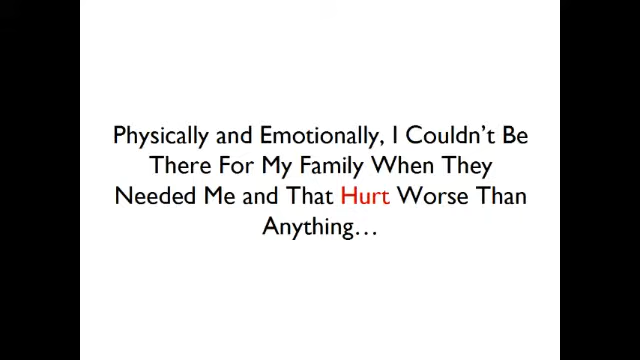 Physically and Emotionally, I Couldn’t Be
There For My Family When They
Needed Me and That Hurt Worse Than
Anything…